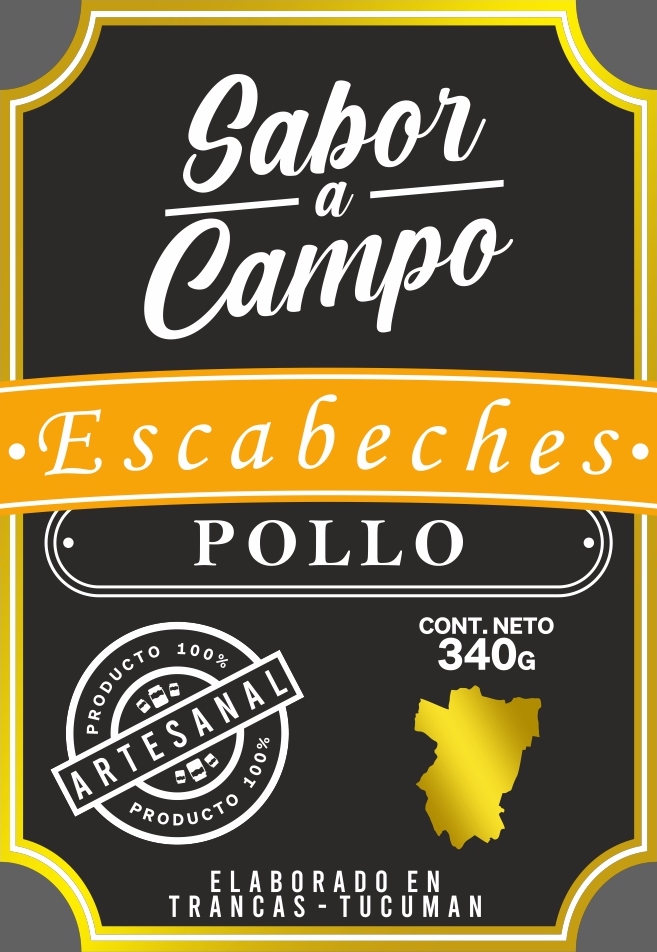 Sabor
a
Campo
• Escabeches •
POLLO
CONT. NETO
340G
PRODUCTO 100%
ARTESANAL
PRODUCTO 100%
ELABORADO EN
TRANCAS - TUCUMAN